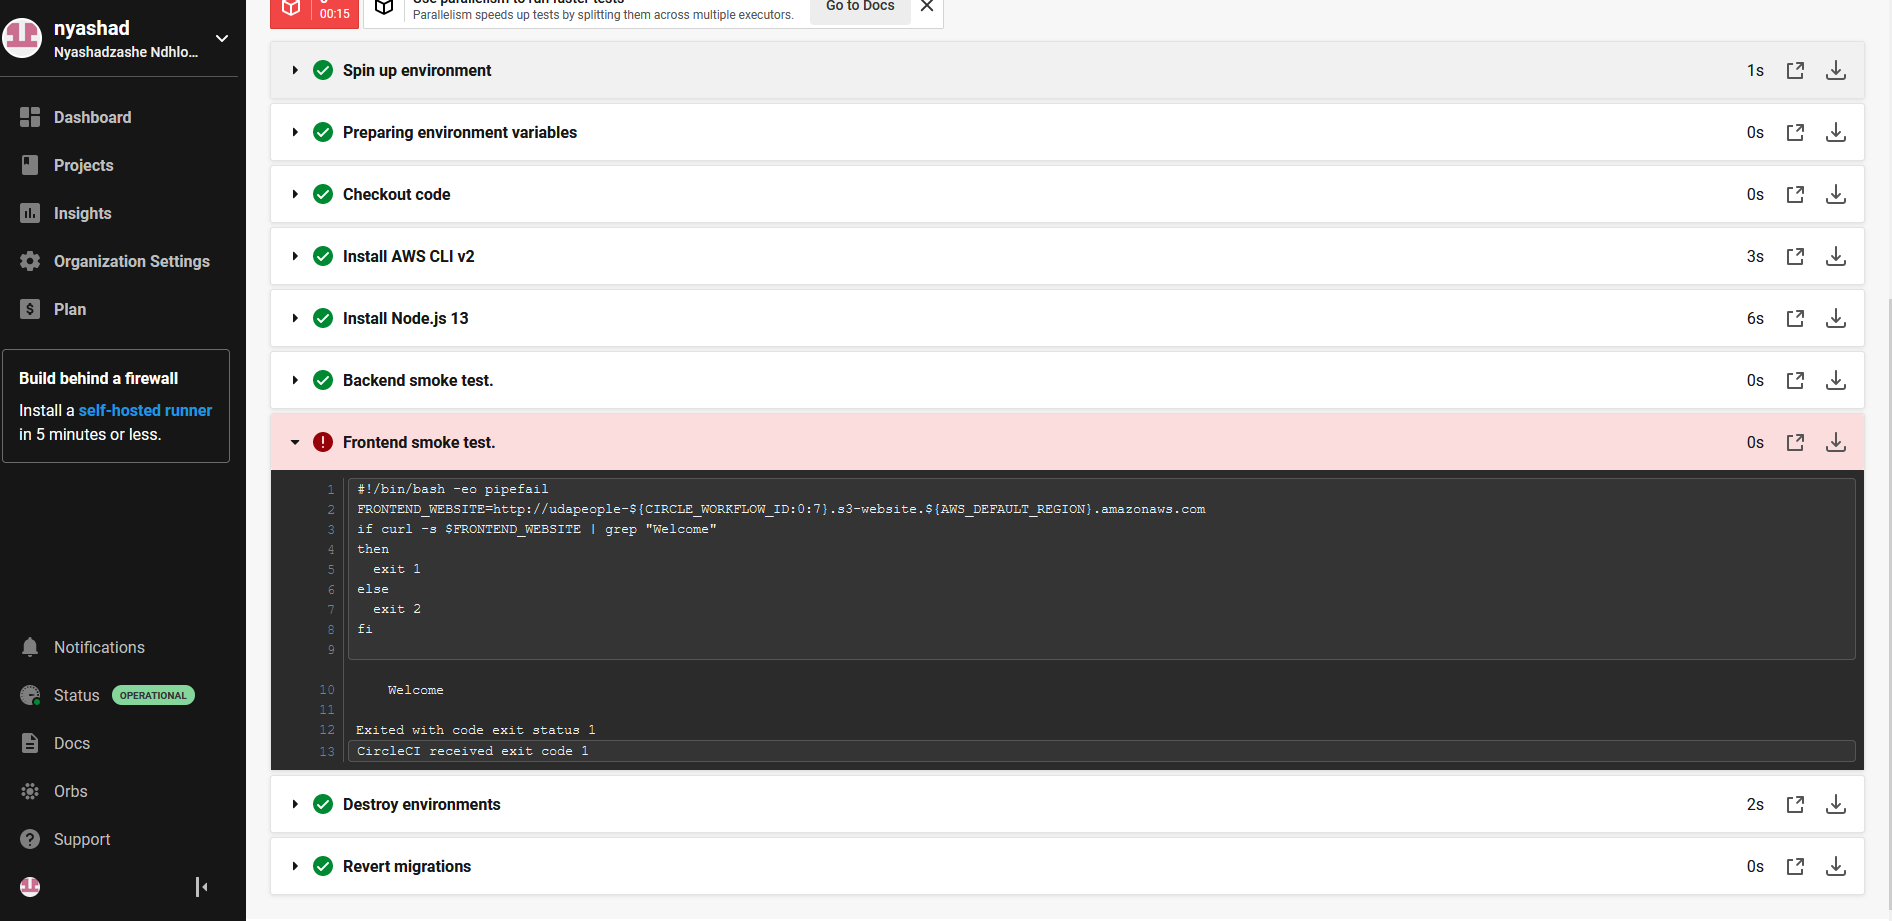 nyashad
Nyashadzashe Ndhlo...
Dashboard
Projects
Insights
Organization Settings
Plan
Build behind a firewall
Install a self-hosted runner
in 5 minutes or less.
Notifications
Status OPERATIONAL
Docs
Orbs
Support
00:15
Use parallelism to run faster tests
Parallelism speeds up tests by splitting them across multiple executors.
Go to Docs
Spin up environment 1s
Preparing environment variables 0s
Checkout code 0s
Install AWS CLI v2 3s
Install Node.js 13 6s
Backend smoke test. 0s
Frontend smoke test. 0s
1 #!/bin/bash -eo pipefail
2 FRONTEND_WEBSITE=http://udapeople-${CIRCLE_WORKFLOW_ID:0:7}.s3-website.${AWS_DEFAULT_REGION}.amazonaws.com
3 if curl -s $FRONTEND_WEBSITE | grep "Welcome"
4 then
5 exit 1
6 else
7 exit 2
8 fi
9
10 Welcome
11
12 Exited with code exit status 1
13 CircleCI received exit code 1
Destroy environments 2s
Revert migrations 0s